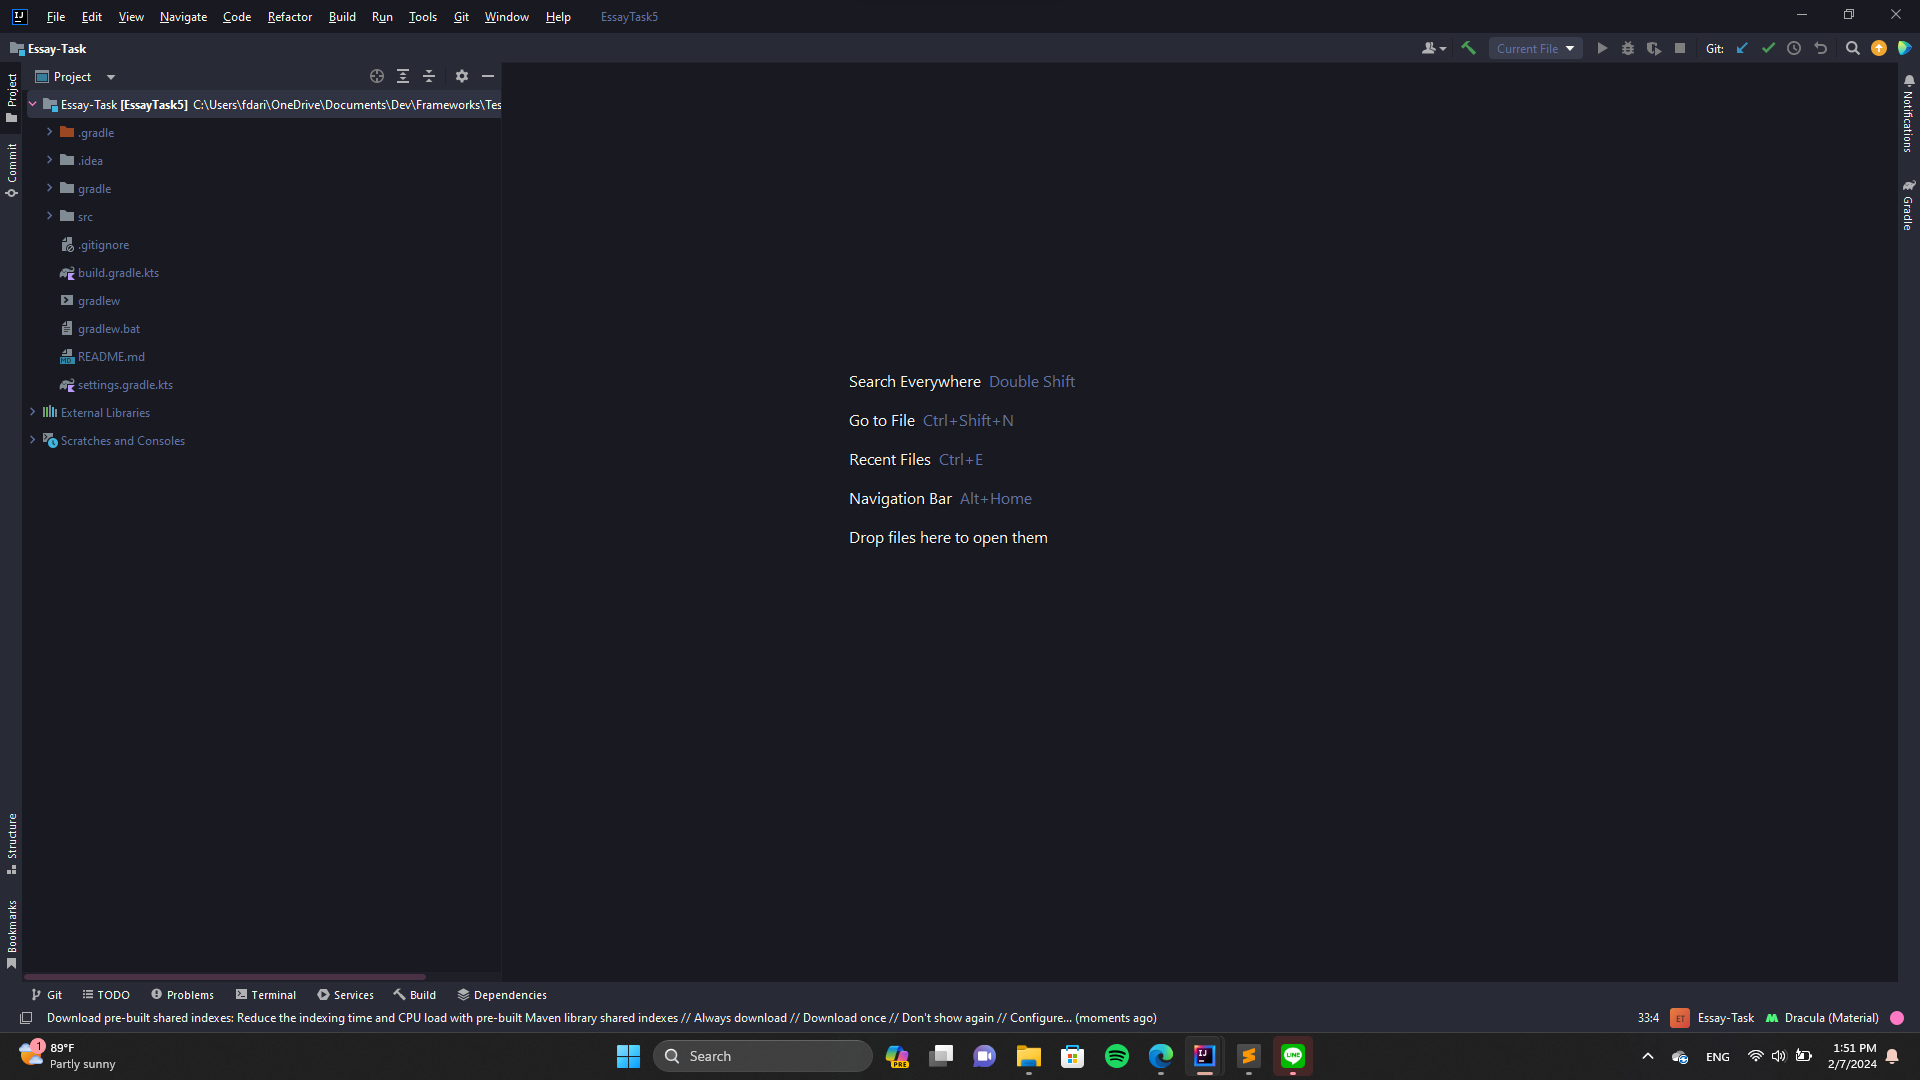 File Edit View Navigate Code Refactor Build Run Tools Git Window Help EssayTask5
Essay-Task
Current File
Git:
Project
Commit
Structure
Bookmarks
Project
Essay-Task [EssayTask5] C:\Users\fdari\OneDrive\Documents\Dev\Frameworks\Tes
.gradle
.idea
gradle
src
.gitignore
build.gradle.kts
gradlew
gradlew.bat
README.md
settings.gradle.kts
External Libraries
Scratches and Consoles
Search Everywhere Double Shift
Go to File Ctrl+Shift+N
Recent Files Ctrl+E
Navigation Bar Alt+Home
Drop files here to open them
Notifications
Gradle
Git TODO Problems Terminal Services Build Dependencies
Download pre-built shared indexes: Reduce the indexing time and CPU load with pre-built Maven library shared indexes // Always download // Download once // Don't show again // Configure... (moments ago)
33:4 ET Essay-Task Dracula (Material)
1
89°F
Partly sunny
Search
PRE
LINE
ENG
1:51 PM
2/7/2024